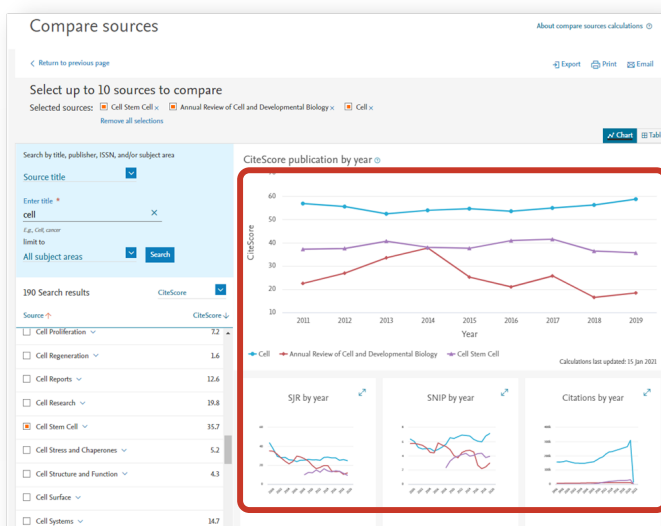 Compare sources
About compare sources calculations
Return to previous page
Export Print Email
Select up to 10 sources to compare
Selected sources: Cell Stem Cell × Annual Review of Cell and Developmental Biology × Cell ×
Remove all selections
Chart Tabl
Search by title, publisher, ISSN, and/or subject area
Source title
Enter title *
cell ×
E.g., Cell, cancer
limit to
All subject areas
Search
190 Search results CiteScore
Source ↑ CiteScore ↓
Cell Proliferation 7.2
Cell Regeneration 1.6
Cell Reports 12.6
Cell Research 19.8
Cell Stem Cell 35.7
Cell Stress and Chaperones 5.2
Cell Structure and Function 4.3
Cell Surface
Cell Systems 14.7
CiteScore publication by year
60
50
40
30
20
10
CiteScore
2011 2012 2013 2014 2015 2016 2017 2018 2019
Year
Cell Annual Review of Cell and Developmental Biology Cell Stem Cell
Calculations last updated: 15 Jan 2021
SJR by year
SNIP by year
Citations by year